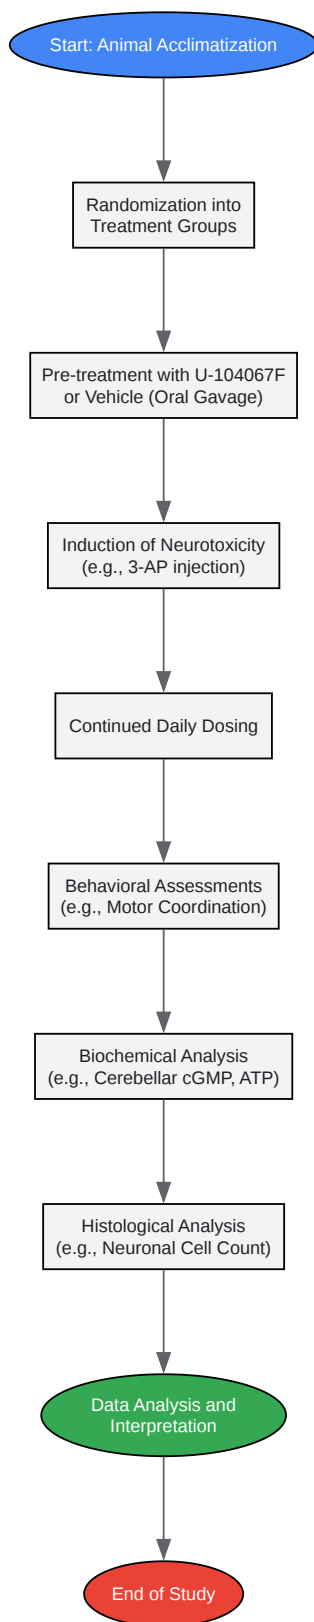 Start: Animal Acclimatization
Randomization into
Treatment Groups
Pre-treatment with U-104067F
or Vehicle (Oral Gavage)
Induction of Neurotoxicity
(e.g., 3-AP injection)
Continued Daily Dosing
Behavioral Assessments
(e.g., Motor Coordination)
Biochemical Analysis
(e.g., Cerebellar cGMP, ATP)
Histological Analysis
(e.g., Neuronal Cell Count)
Data Analysis and
Interpretation
End of Study